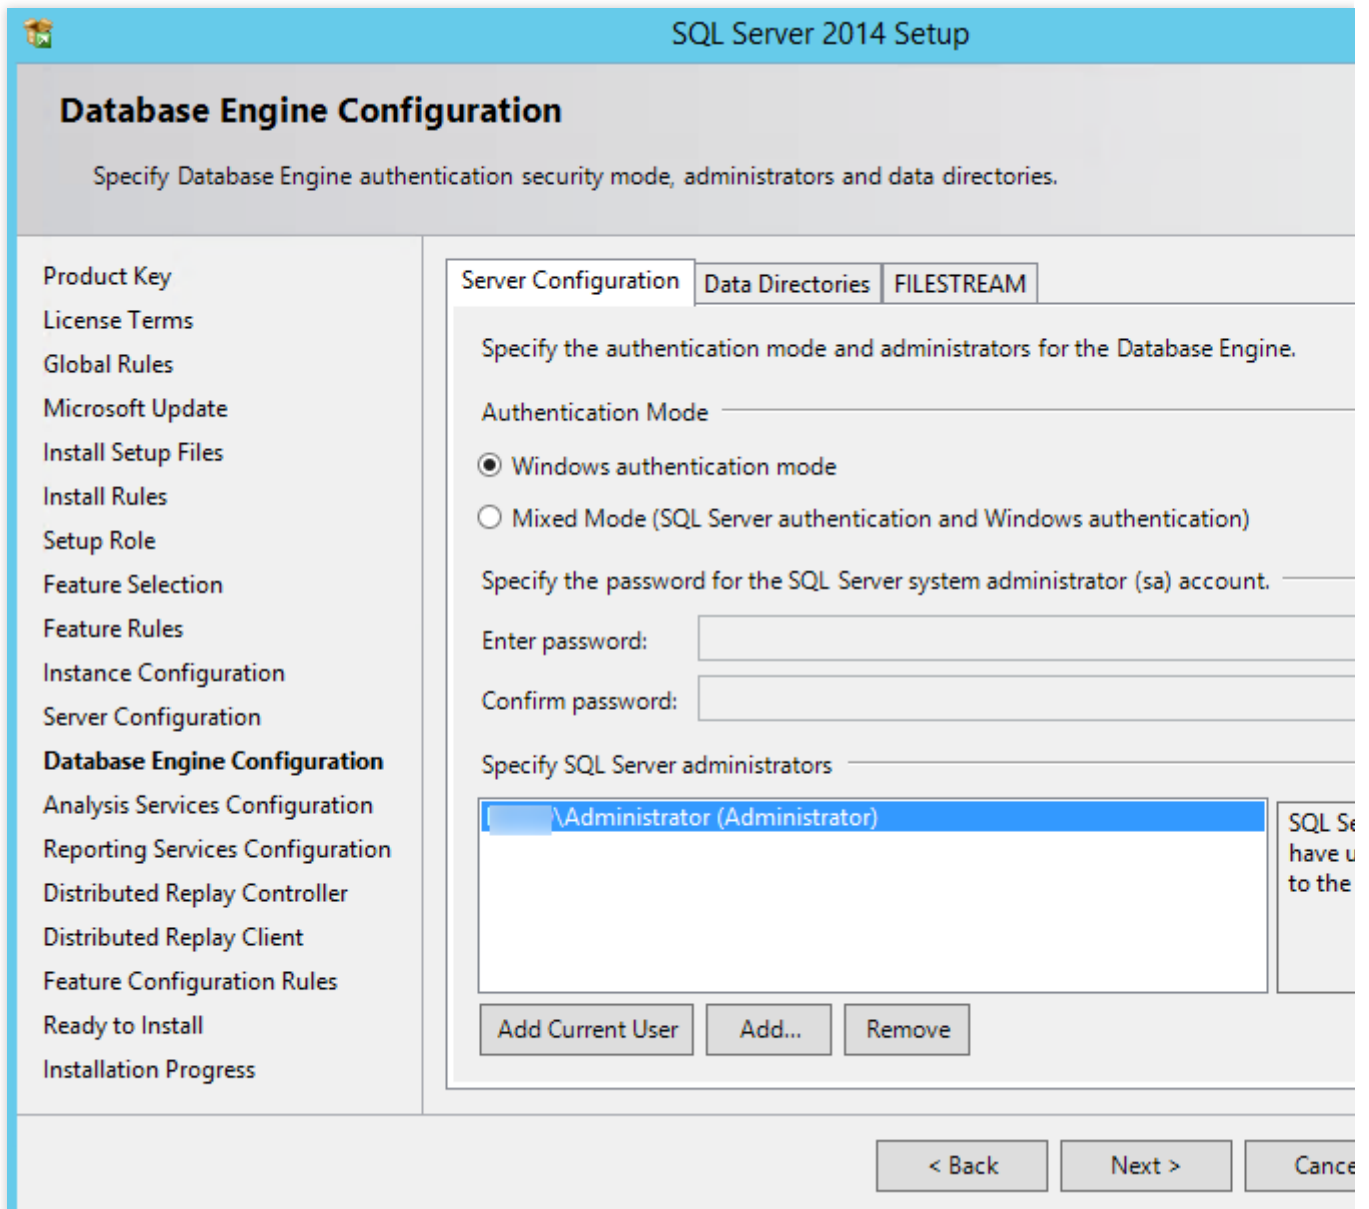 SQL Server 2014 Setup
Database Engine Configuration
Specify Database Engine authentication security mode, administrators and data directories.
Product Key
License Terms
Global Rules
Microsoft Update
Install Setup Files
Install Rules
Setup Role
Feature Selection
Feature Rules
Instance Configuration
Server Configuration
Database Engine Configuration
Analysis Services Configuration
Reporting Services Configuration
Distributed Replay Controller
Distributed Replay Client
Feature Configuration Rules
Ready to Install
Installation Progress
Server Configuration Data Directories FILESTREAM
Specify the authentication mode and administrators for the Database Engine.
Authentication Mode
Windows authentication mode
Mixed Mode (SQL Server authentication and Windows authentication)
Specify the password for the SQL Server system administrator (sa) account.
Enter password:
Confirm password:
Specify SQL Server administrators
\Administrator (Administrator)
SQL Se
have u
to the
Add Current User Add... Remove
< Back Next > Cance